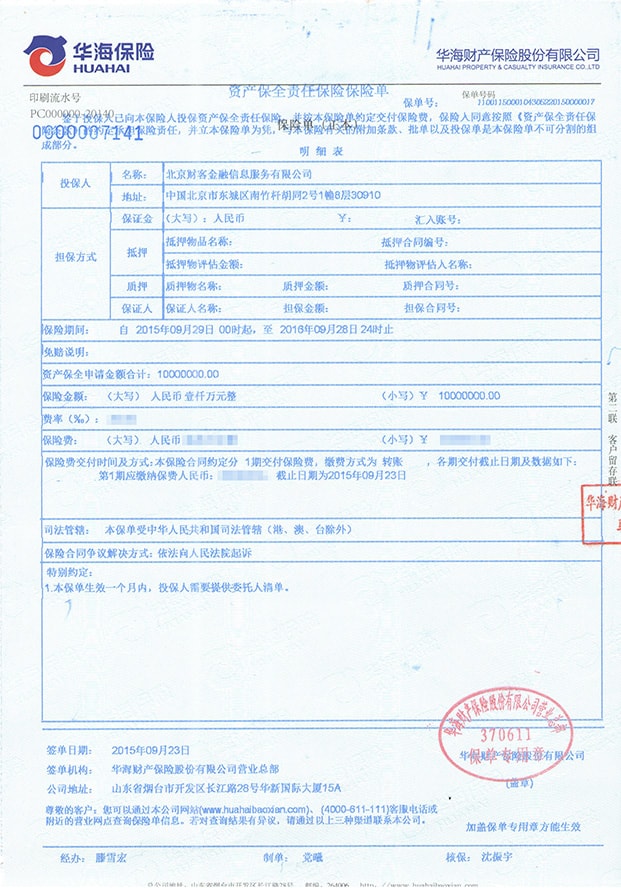 华海保险
HUAHAI
华海财产保险股份有限公司
HUAHAI PROPERTY & CASUALTY INSURANCE CO.,LTD
资产保全责任保险保险单
印刷流水号
PC000000-20140
0000007141
保险单（正本）
保单号：
保单号码
鉴于投保人已向本保险人投保资产保全责任保险，并按本保险单约定交付保险费，保险人同意按照《资产保全责任保
险责任，并立本保险单为凭，
保险有关的附加条款、批单以及投保单是本保险单不可分割的组
成部分。
明细表
投保人
名称： 北京财客金融信息服务有限公司
地址： 中国北京市东城区南竹杆胡同2号1幢8层30910
担保方式
保证金 （大写）：人民币 ￥： 汇入账号：
抵押
抵押物品名称： 抵押合同编号：
抵押物评估金额： 抵押物评估人名称：
质押 质押物名称： 质押金额： 质押合同号：
保证人 保证人名称： 担保金额： 担保合同号：
保险期间： 自 2015年09月29日 00时起，至 2016年09月28日 24时止
免赔说明：
资产保全申请金额合计：10000000.00
保险金额： （大写） 人民币 壹仟万元整 （小写）￥ 10000000.00
费率（‰）：
保险费： （大写） 人民币 （小写）￥
保险费交付时间及方式：本保险合同约定分 1期交付保险费，缴费方式为 转账 ，各期交付截止日期及数据如下：
第1期应缴纳保费人民币： 截止日期为2015年09月23日
司法管辖： 本保单受中华人民共和国司法管辖（港、澳、台除外）
保险合同争议解决方式：依法向人民法院起诉
特别约定：
1.本保单生效一个月内，投保人需要提供委托人清单。
第二联 客户留存联
华海财产
华海财产保险股份有限公司营业总部
370611
保单专用章
签单日期： 2015年09月23日
签单机构： 华海财产保险股份有限公司营业总部
公司地址： 山东省烟台市开发区长江路28号华新国际大厦15A
华海财产保险股份有限公司
（盖章）
尊敬的客户：您可以通过本公司网站(www.huahaibaoxian.com)、(4000-611-111)客服电话或
附近的营业网点查询保险单信息。若对查询结果有异议，请通过以上三种渠道联系本公司。
加盖保单专用章方能生效
经办： 滕雪宏 制单： 党曦 核保： 沈振宇